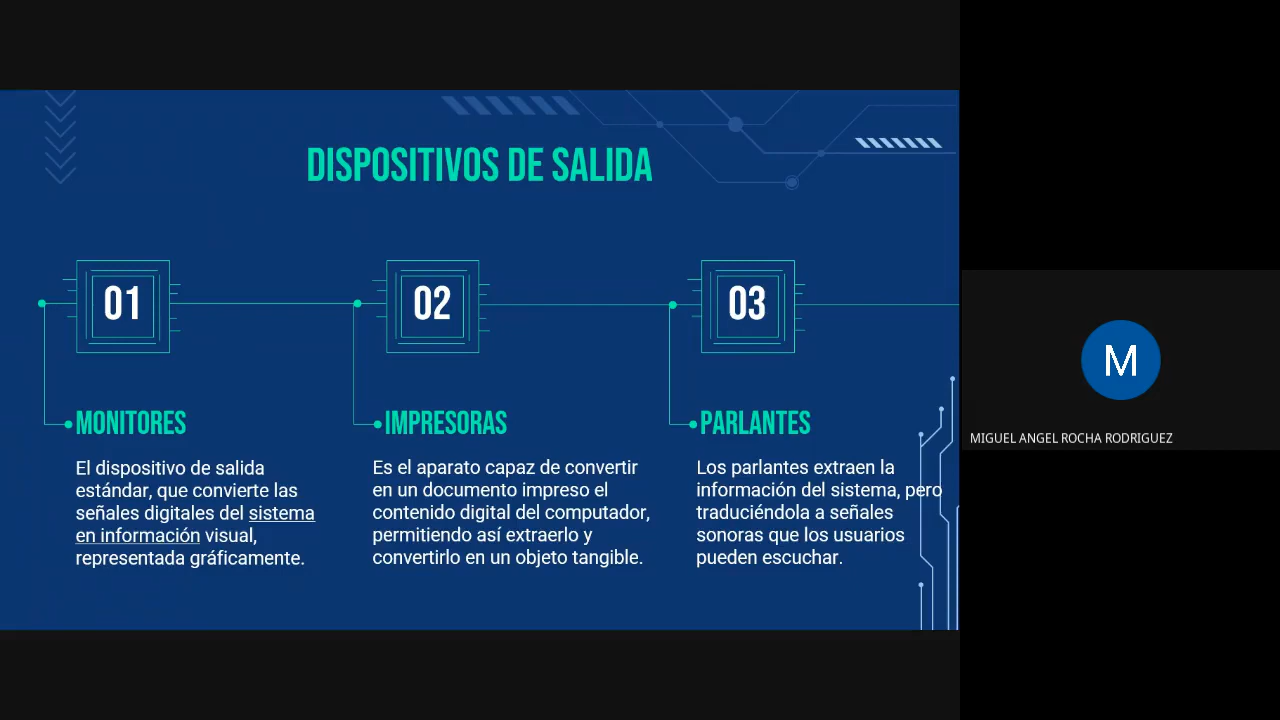 DISPOSITIVOS DE SALIDA
01
02
03
MONITORES
El dispositivo de salida
estándar, que convierte las
señales digitales del sistema
en información visual,
representada gráficamente.
IMPRESORAS
Es el aparato capaz de convertir
en un documento impreso el
contenido digital del computador,
permitiendo así extraerlo y
convertirlo en un objeto tangible.
PARLANTES
Los parlantes extraen la
información del sistema, pero
traduciéndola a señales
sonoras que los usuarios
pueden escuchar.
M
MIGUEL ANGEL ROCHA RODRIGUEZ